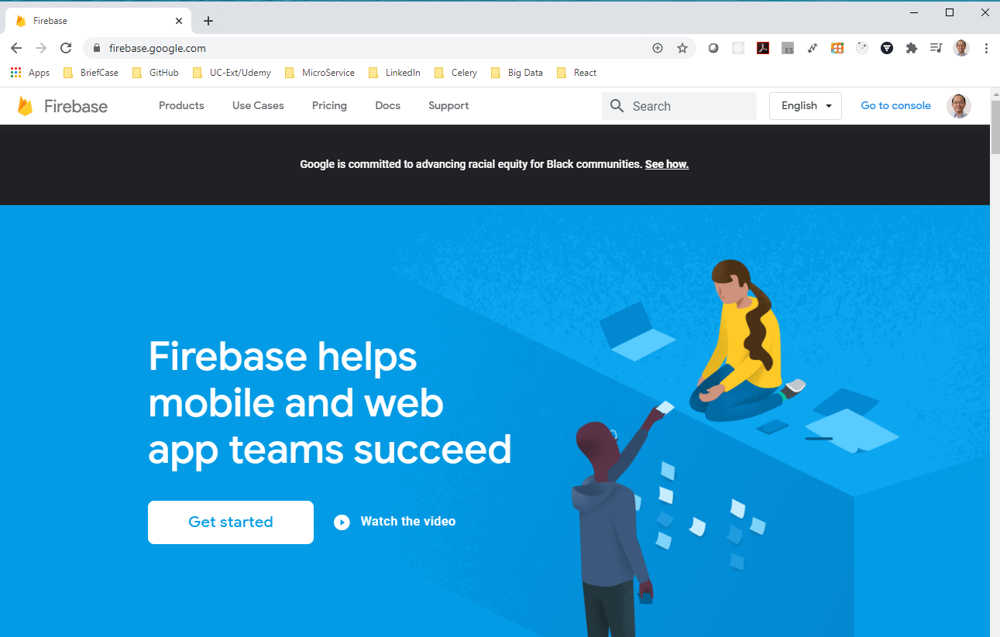 Firebase
firebase.google.com
ES
Apps BriefCase GitHub UC-Ext/Udemy MicroService LinkedIn Celery Big Data React
Firebase Products Use Cases Pricing Docs Support Search English Go to console
Google is committed to advancing racial equity for Black communities. See how.
Firebase helps
mobile and web
app teams succeed
Get started Watch the video